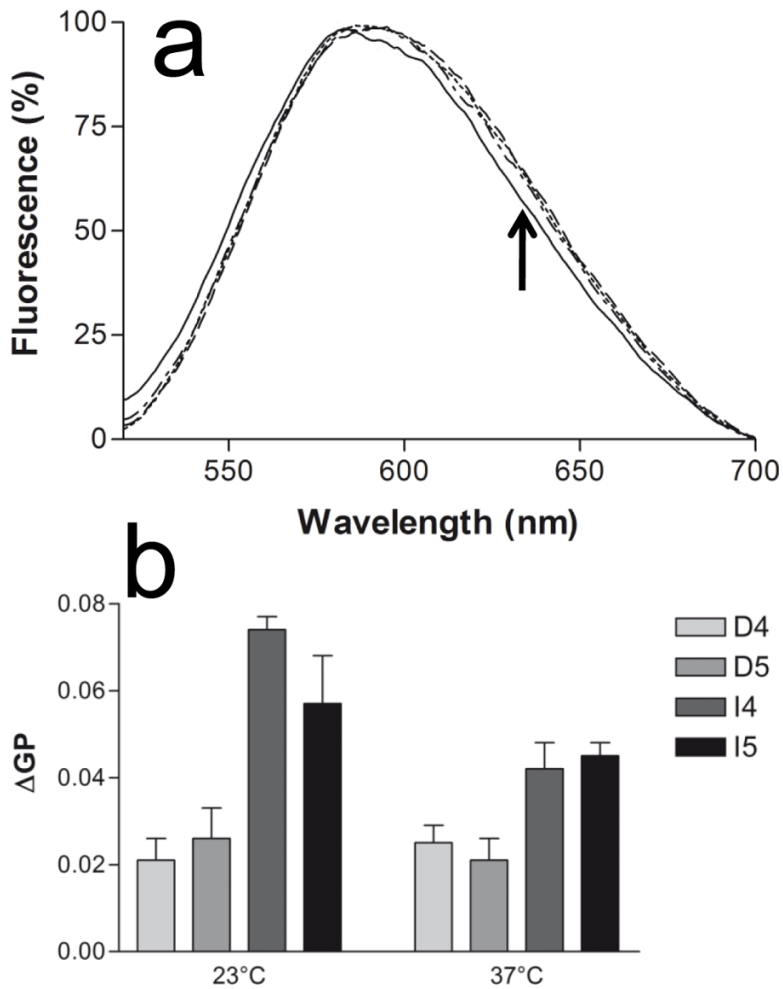 a
100
75
50
25
0
Fluorescence (%)
550 600 650 700
Wavelength (nm)
b
0.08
0.06
0.04
0.02
0.00
ΔGP
23°C 37°C
D4
D5
I4
I5